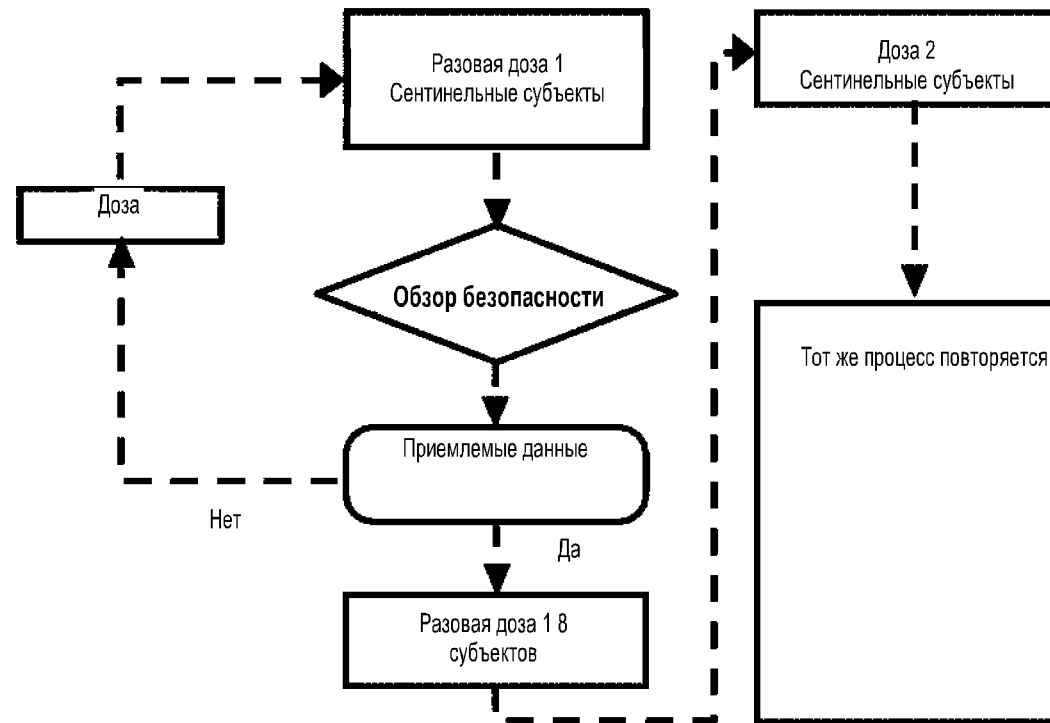 Разовая доза 1
Сентинельные субъекты
Доза
Обзор безопасности
Приемлемые данные
Нет
Да
Разовая доза 1 8
субъектов
Доза 2
Сентинельные субъекты
Тот же процесс повторяется